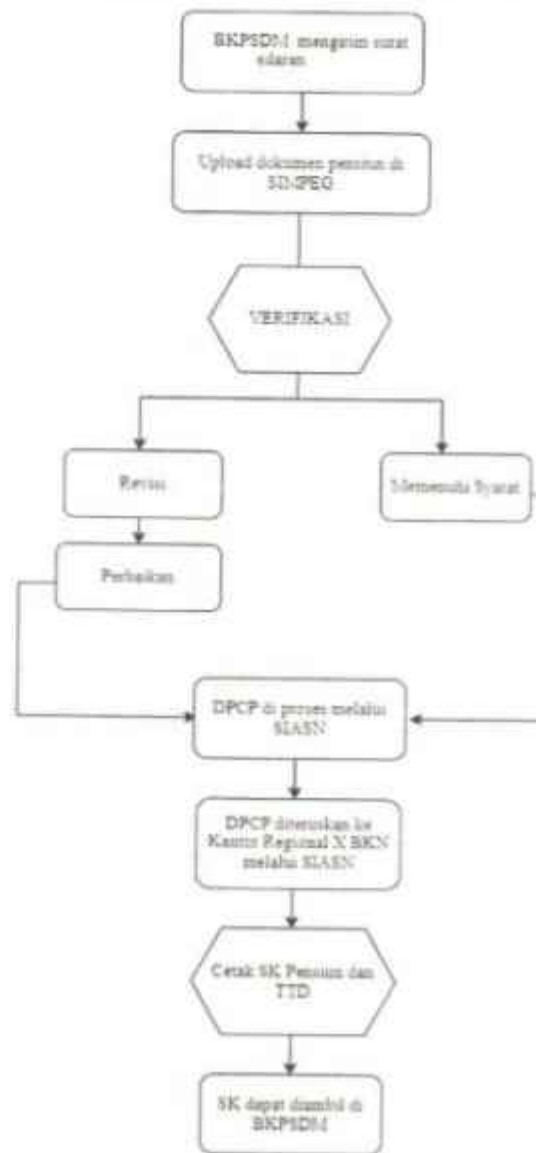 BKPSDM mengirim surat
edaran
Upload dokumen pensiun di
SIMPEG
VERIFIKASI
Revisi
Memenuhi Syarat
Perbaikan
DPCP di proses melalui
SIASN
DPCP diteruskan ke
Kantor Regional X BKN
melalui SIASN
Cetak SK Pensiun dan
TTD
SK dapat diambil di
BKPSDM